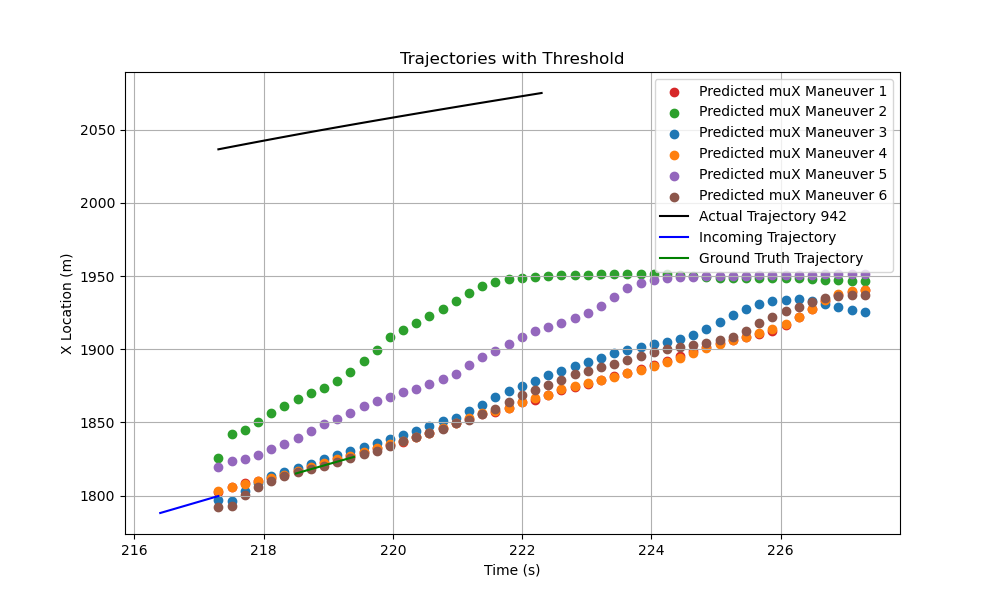 Trajectories with Threshold
X Location (m)
2050
2000
1950
1900
1850
1800
Predicted muX Maneuver 1
Predicted muX Maneuver 2
Predicted muX Maneuver 3
Predicted muX Maneuver 4
Predicted muX Maneuver 5
Predicted muX Maneuver 6
Actual Trajectory 942
Incoming Trajectory
Ground Truth Trajectory
216 218 220 222 224 226
Time (s)